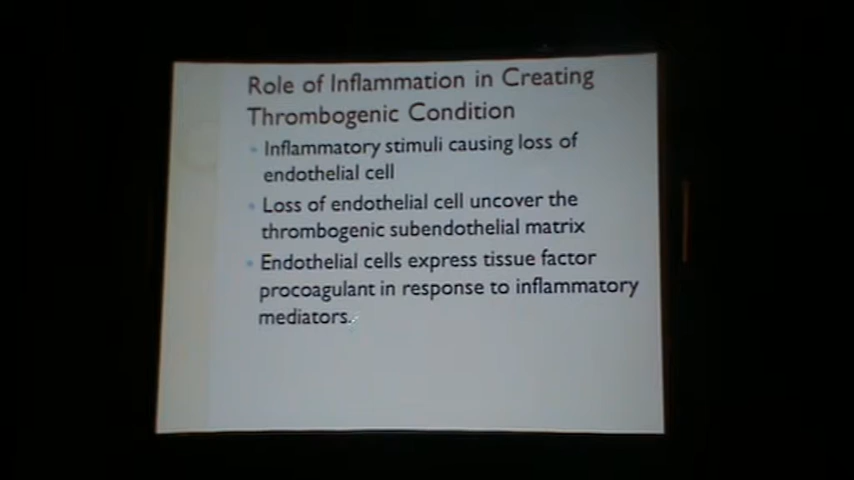 Role of Inflammation in Creating
Thrombogenic Condition
Inflammatory stimuli causing loss of
endothelial cell
Loss of endothelial cell uncover the
thrombogenic subendothelial matrix
Endothelial cells express tissue factor
procoagulant in response to inflammatory
mediators.